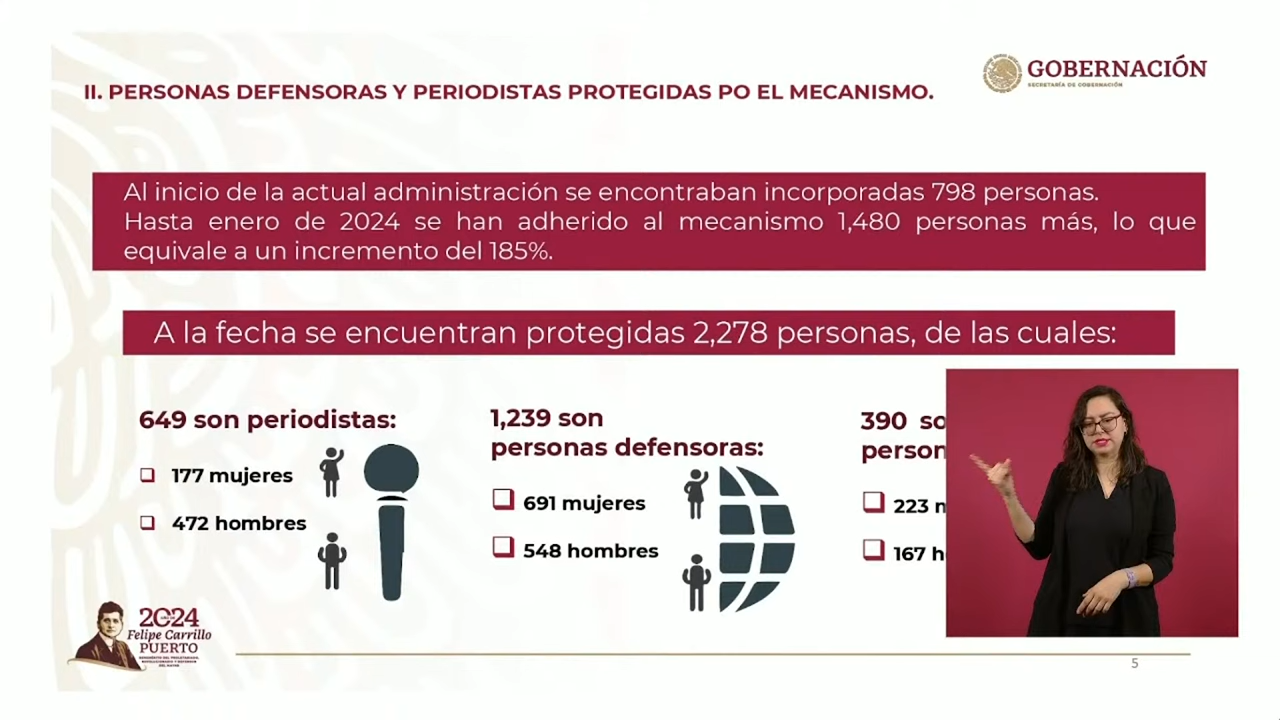 GOBERNACIÓN
SECRETARÍA DE GOBERNACIÓN
II. PERSONAS DEFENSORAS Y PERIODISTAS PROTEGIDAS PO EL MECANISMO.
Al inicio de la actual administración se encontraban incorporadas 798 personas.
Hasta enero de 2024 se han adherido al mecanismo 1,480 personas más, lo que
equivale a un incremento del 185%.
A la fecha se encuentran protegidas 2,278 personas, de las cuales:
649 son periodistas:
177 mujeres
472 hombres
1,239 son
personas defensoras:
691 mujeres
548 hombres
390 so
person
223 m
167 h
2024
Felipe Carrillo
PUERTO
5